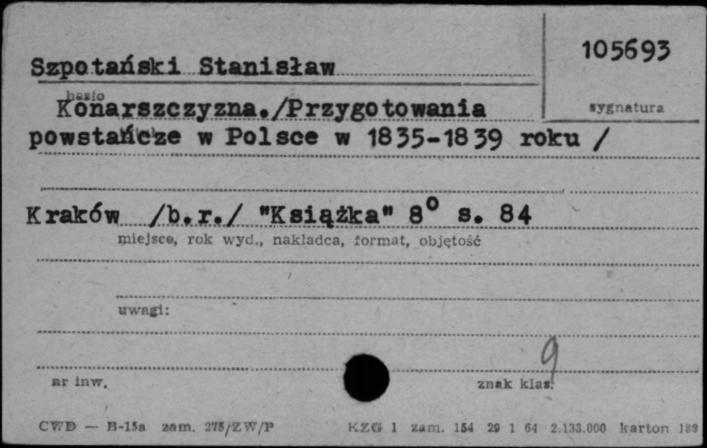 105693
Szpotański Stanisław
hasło
sygnatura
Konarszczyzna./Przygotowania
powstańcze w Polsce w 1835-1839 roku /
Kraków /b.r./ "Książka" 8° s. 84
miejsce, rok wyd., nakładca, format, objętość
uwagi:
9
nr inw. znak klas.
CWD — B-15a zam. 275/ZW/P KZG 1 zam. 154 29 1 64 2.133.000 karton